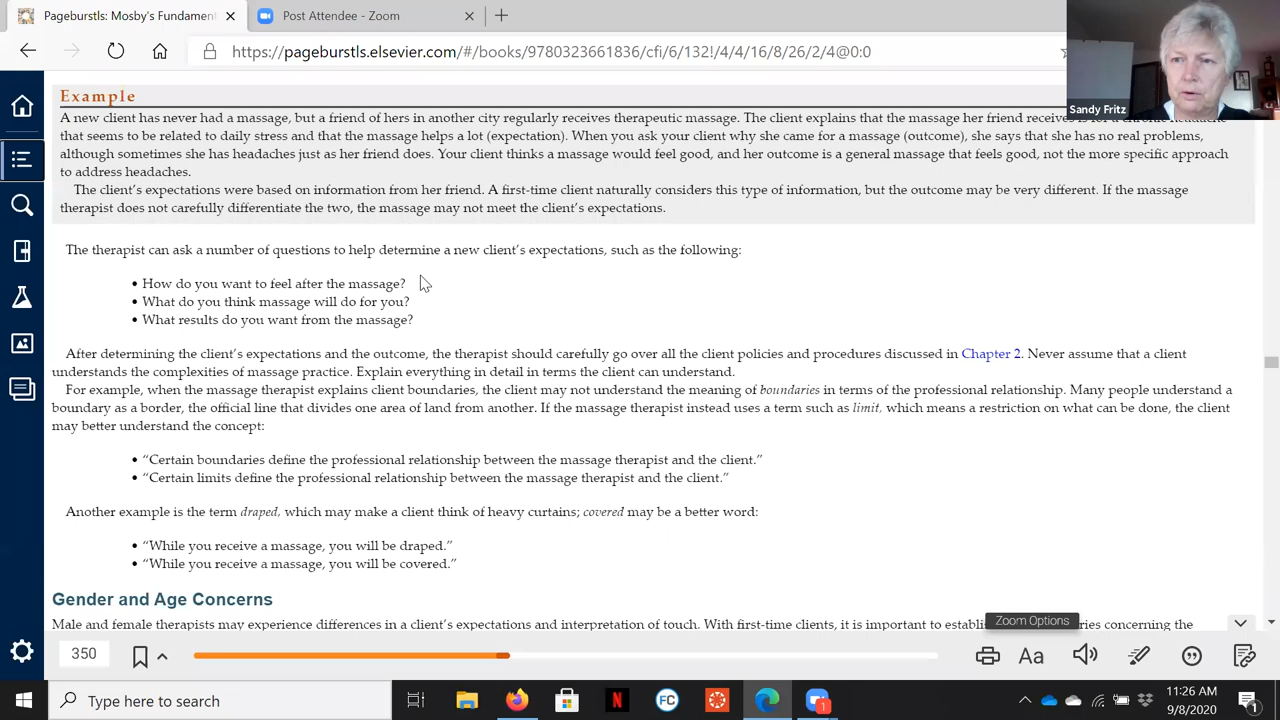 Pageburstls: Mosby's Fundament
Post Attendee - Zoom
https://pageburstls.elsevier.com/#/books/9780323661836/cfi/6/132!/4/4/16/8/26/2/4@0:0
Sandy Fritz
Example
A new client has never had a massage, but a friend of hers in another city regularly receives therapeutic massage. The client explains that the massage her friend receives is for a chronic headache
that seems to be related to daily stress and that the massage helps a lot (expectation). When you ask your client why she came for a massage (outcome), she says that she has no real problems,
although sometimes she has headaches just as her friend does. Your client thinks a massage would feel good, and her outcome is a general massage that feels good, not the more specific approach
to address headaches.
The client's expectations were based on information from her friend. A first-time client naturally considers this type of information, but the outcome may be very different. If the massage
therapist does not carefully differentiate the two, the massage may not meet the client's expectations.
The therapist can ask a number of questions to help determine a new client's expectations, such as the following:
• How do you want to feel after the massage?
• What do you think massage will do for you?
• What results do you want from the massage?
After determining the client's expectations and the outcome, the therapist should carefully go over all the client policies and procedures discussed in Chapter 2. Never assume that a client
understands the complexities of massage practice. Explain everything in detail in terms the client can understand.
For example, when the massage therapist explains client boundaries, the client may not understand the meaning of boundaries in terms of the professional relationship. Many people understand a
boundary as a border, the official line that divides one area of land from another. If the massage therapist instead uses a term such as limit, which means a restriction on what can be done, the client
may better understand the concept:
• “Certain boundaries define the professional relationship between the massage therapist and the client.”
• “Certain limits define the professional relationship between the massage therapist and the client.”
Another example is the term draped, which may make a client think of heavy curtains; covered may be a better word:
• “While you receive a massage, you will be draped.”
• “While you receive a massage, you will be covered.”
Gender and Age Concerns
Male and female therapists may experience differences in a client's expectations and interpretation of touch. With first-time clients, it is important to establi
ries concerning the
Zoom Options
350
Aa
Type here to search
N
FC
1
11:26 AM
9/8/2020
1